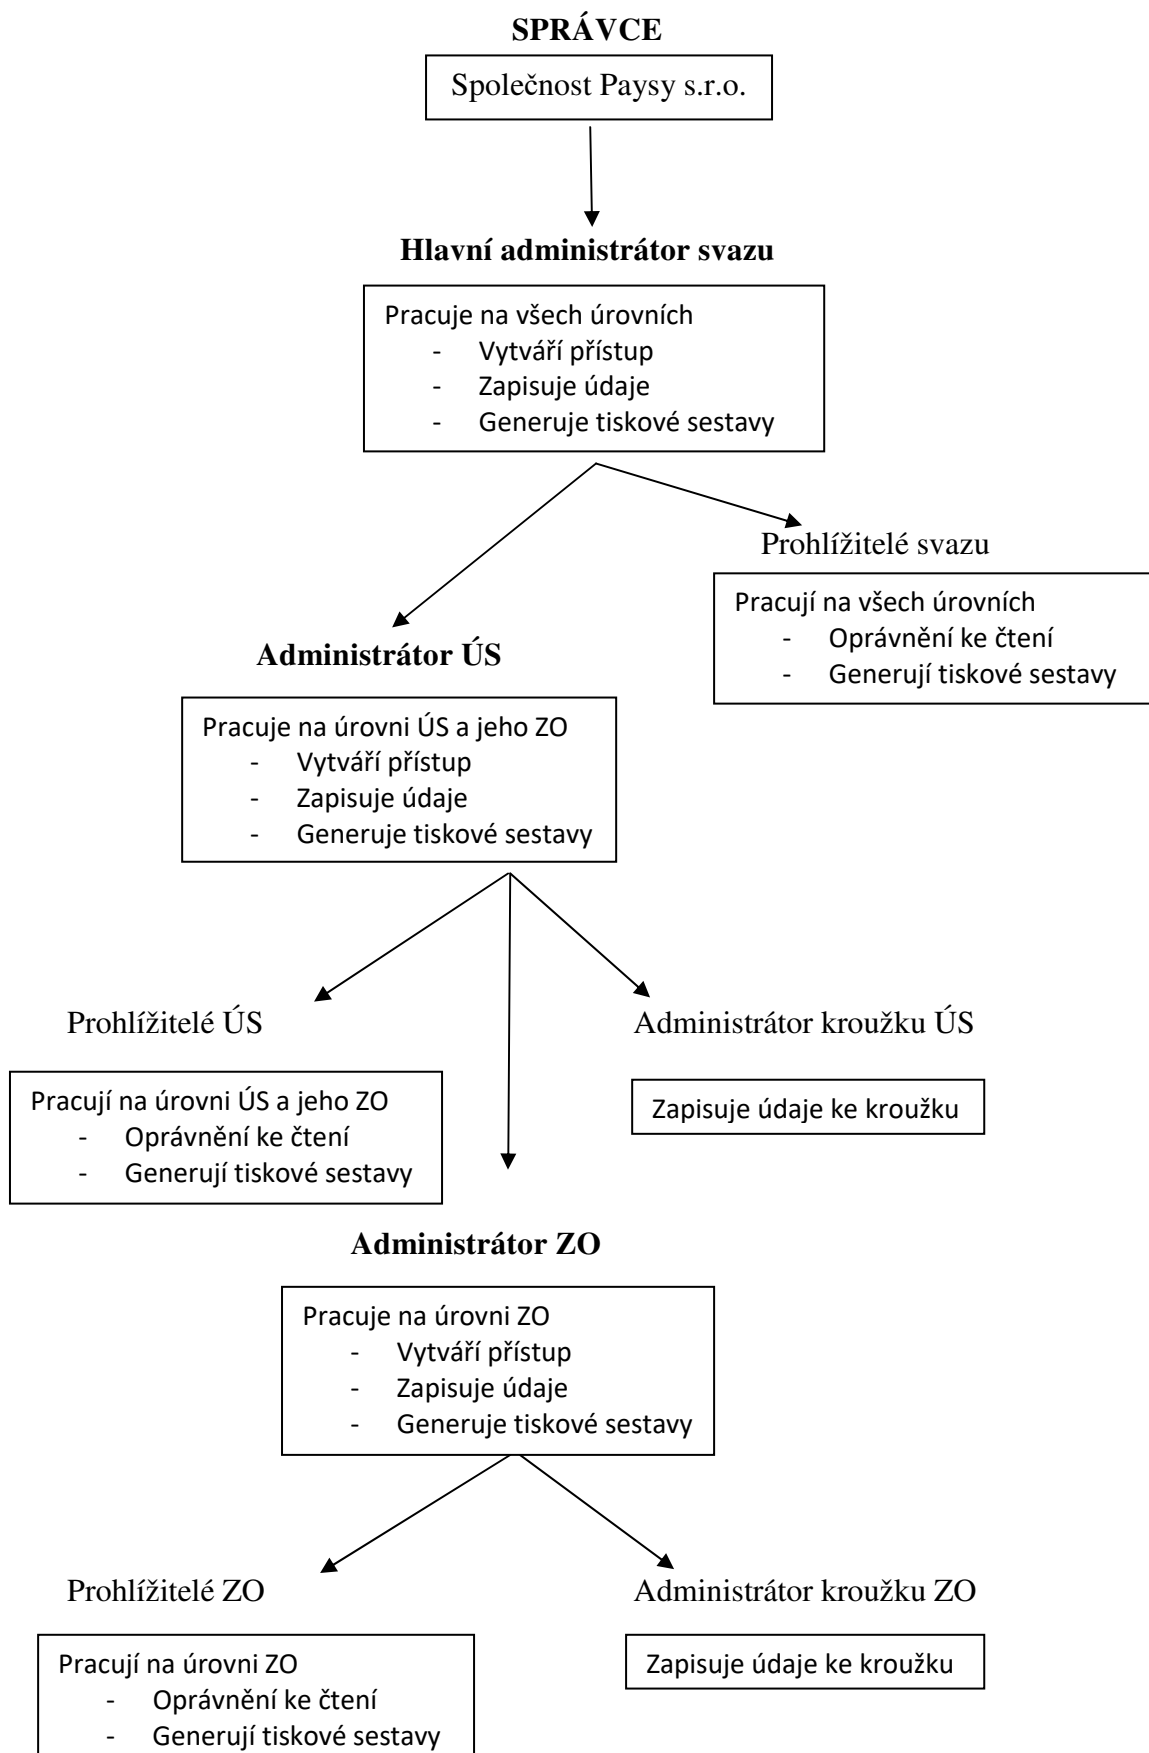 SPRÁVCE
Společnost Paysy s.r.o.
Hlavní administrátor svazu
Pracuje na všech úrovních
- Vytváří přístup
- Zapisuje údaje
- Generuje tiskové sestavy
Prohlížitelé svazu
Pracují na všech úrovních
- Oprávnění ke čtení
- Generují tiskové sestavy
Administrátor ÚS
Pracuje na úrovni ÚS a jeho ZO
- Vytváří přístup
- Zapisuje údaje
- Generuje tiskové sestavy
Prohlížitelé ÚS
Pracují na úrovni ÚS a jeho ZO
- Oprávnění ke čtení
- Generují tiskové sestavy
Administrátor kroužku ÚS
Zapisuje údaje ke kroužku
Administrátor ZO
Pracuje na úrovni ZO
- Vytváří přístup
- Zapisuje údaje
- Generuje tiskové sestavy
Prohlížitelé ZO
Pracují na úrovni ZO
- Oprávnění ke čtení
- Generují tiskové sestavy
Administrátor kroužku ZO
Zapisuje údaje ke kroužku